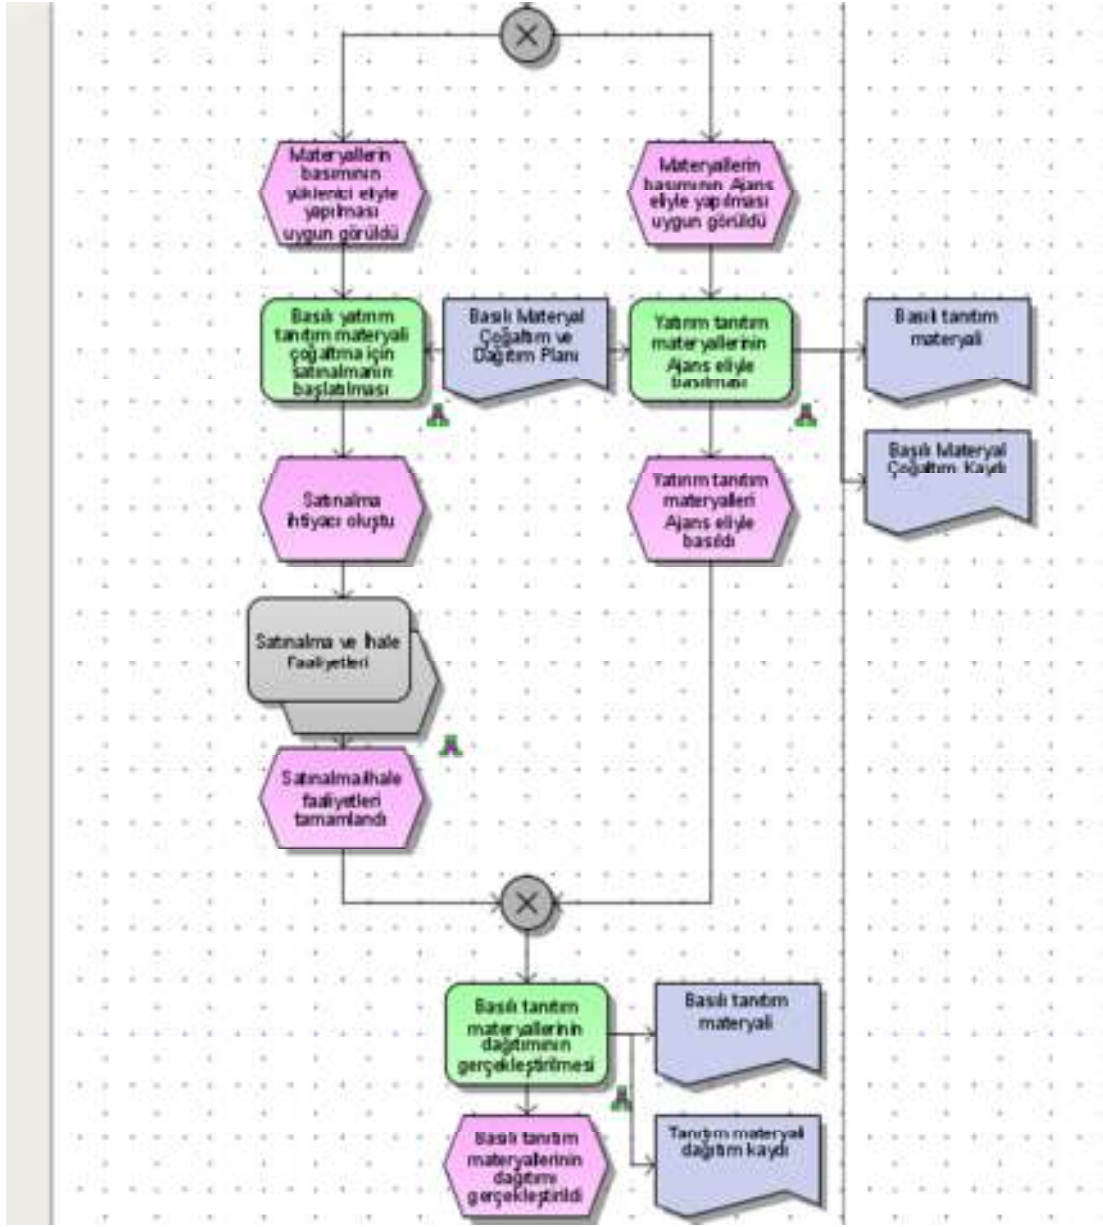 Materyallerin
basımının
yüklenici eliyle
yapılması
uygun görüldü
Materyallerin
basımının Ajans
eliyle yapılması
uygun görüldü
Basılı yatırım
tanıtım materyali
çoğaltma için
satınalmanın
başlatılması
Basılı Materyal
Çoğaltım ve
Dağıtım Planı
Yatırım tanıtım
materyallerinin
Ajans eliyle
basılması
Basılı tanıtım
materyali
Basılı Materyal
Çoğaltım Kaydı
Satınalma
ihtiyacı oluştu
Yatırım tanıtım
materyalleri
Ajans eliyle
basıldı
Satınalma ve İhale
Faaliyetleri
Satınalma/ihale
faaliyetleri
tamamlandı
Basılı tanıtım
materyallerinin
dağıtımının
gerçekleştirilmesi
Basılı tanıtım
materyali
Basılı tanıtım
materyallerinin
dağıtımı
gerçekleştirildi
Tanıtım materyali
dağıtım kaydı